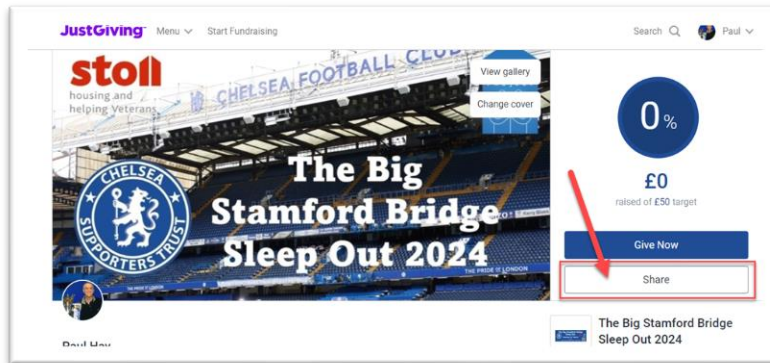 JustGiving
Menu
Start Fundraising
Search
Paul
stoll
housing and
helping Veterans
CHELSEA FOOTBALL CLUB
View gallery
Change cover
The Big
Stamford Bridge
Sleep Out 2024
CHELSEA
SUPPORTERS TRUST
THE PRIDE OF LONDON
0%
£0
raised of £50 target
Give Now
Share
The Big Stamford Bridge
Sleep Out 2024
Paul Hay